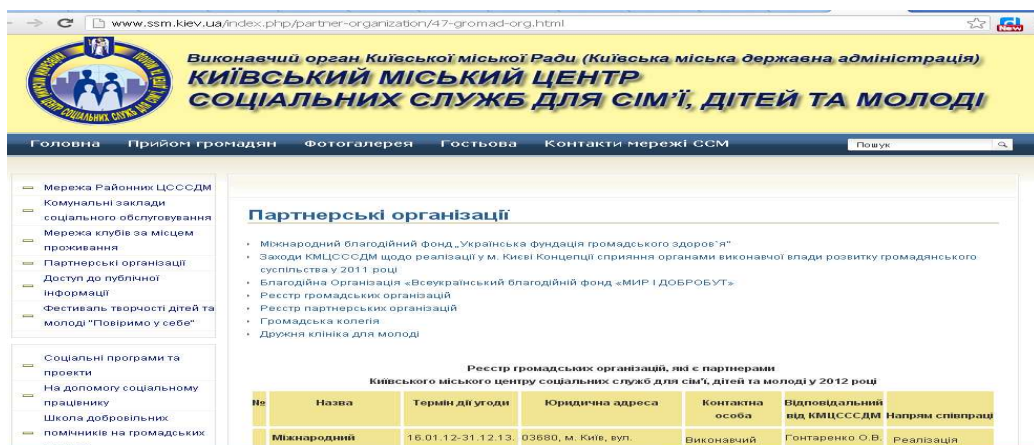 www.ssm.kiev.ua/index.php/partner-organization/47-gromad-org.html
New
Виконавчий орган Київської міської Ради (Київська міська державна адміністрація)
КИЇВСЬКИЙ МІСЬКИЙ ЦЕНТР
СОЦІАЛЬНИХ СЛУЖБ ДЛЯ СІМ'Ї, ДІТЕЙ ТА МОЛОДІ
Головна Прийом громадян Фотогалерея Гостьова Контакти мережі ССМ Пошук
Мережа Районних ЦСССДМ
Комунальні заклади
соціального обслуговування
Мережа клубів за місцем
проживання
Партнерські організації
Доступ до публічної
інформації
Фестиваль творчості дітей та
молоді "Повіримо у себе"
Соціальні програми та
проекти
На допомогу соціальному
працівнику
Школа добровільних
помічників на громадських
Партнерські організації
Міжнародний благодійний фонд „Українська фундація громадського здоров`я"
Заходи КМЦСССДМ щодо реалізації у м. Києві Концепції сприяння органами виконавчої влади розвитку громадянського
суспільства у 2011 році
Благодійна Організація «Всеукраїнський благодійній фонд «МИР І ДОБРОБУТ»
Реєстр громадських організацій
Реєстр партнерських організацій
Громадська колегія
Дружня клініка для молоді
Реєстр громадських організацій, які є партнерами
Київського міського центру соціальних служб для сім'ї, дітей та молоді у 2012 році
№ Назва Термін дії угоди Юридична адреса Контактна особа Відповідальний від КМЦСССДМ Напрям співпраці
Міжнародний 16.01.12-31.12.13. 03680, м. Київ, вул. Виконавчий Гонтаренко О.В. Реалізація